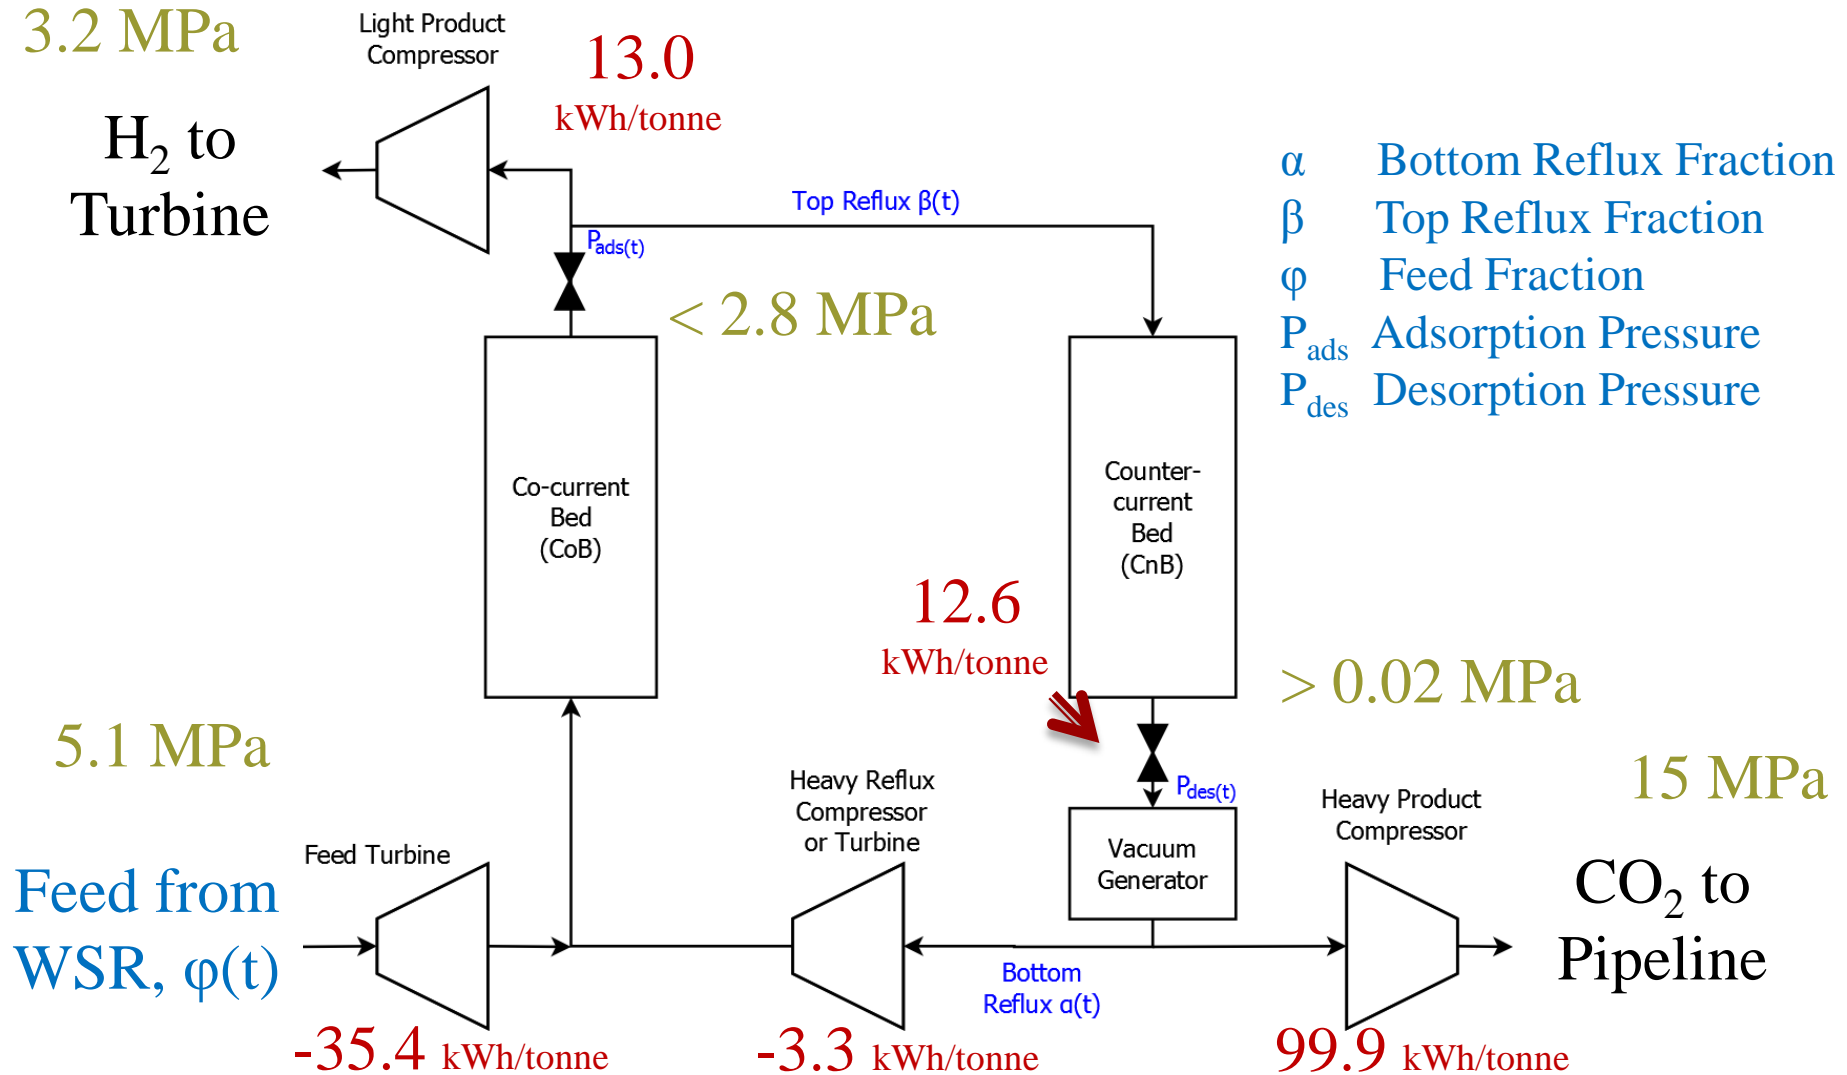 3.2 MPa
Light Product
Compressor
13.0
kWh/tonne
H₂ to
Turbine
α Bottom Reflux Fraction
β Top Reflux Fraction
φ Feed Fraction
P_ads Adsorption Pressure
P_des Desorption Pressure
Top Reflux β(t)
P_ads(t)
< 2.8 MPa
Co-current
Bed
(CoB)
Counter-
current
Bed
(CnB)
12.6
kWh/tonne
> 0.02 MPa
5.1 MPa
P_des(t)
15 MPa
Heavy Reflux
Compressor
or Turbine
Heavy Product
Compressor
Feed Turbine
Vacuum
Generator
Feed from
WSR, φ(t)
CO₂ to
Pipeline
Bottom
Reflux α(t)
-35.4 kWh/tonne
-3.3 kWh/tonne
99.9 kWh/tonne